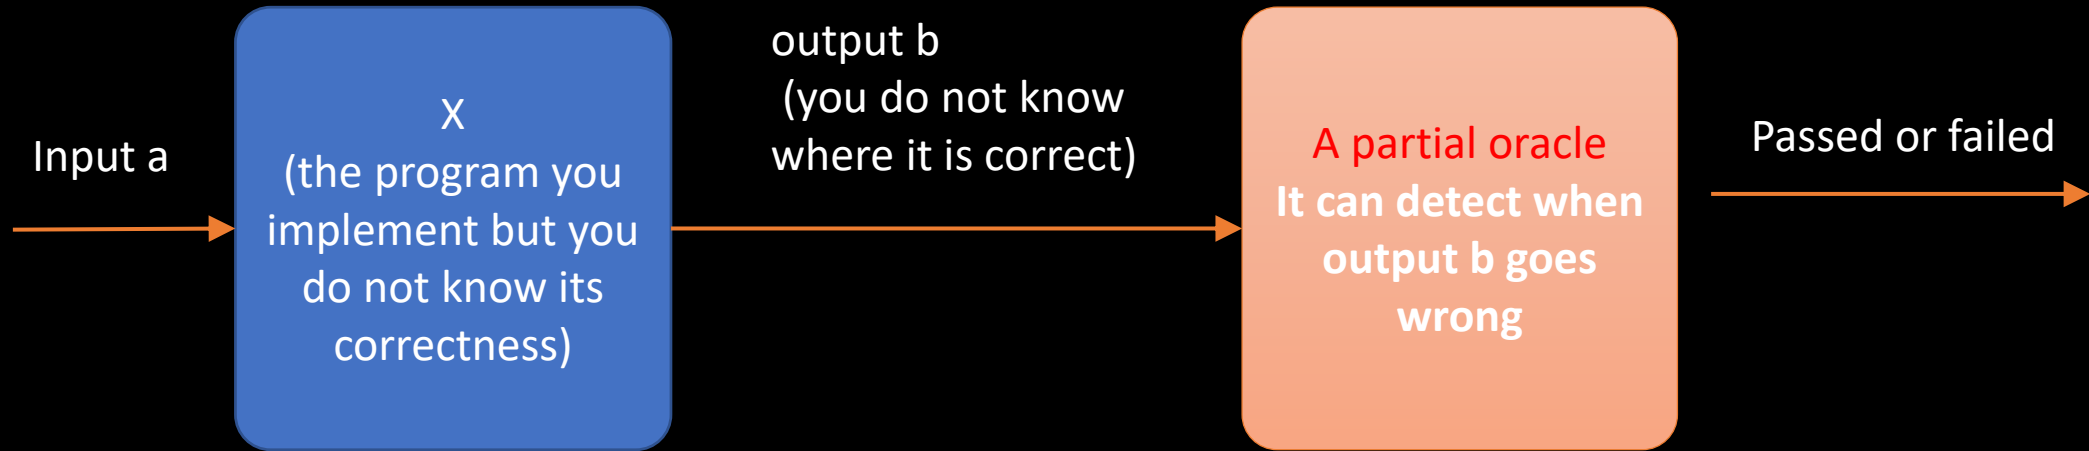 Input a
X
(the program you
implement but you
do not know its
correctness)
output b
(you do not know
where it is correct)
A partial oracle
It can detect when
output b goes
wrong
Passed or failed